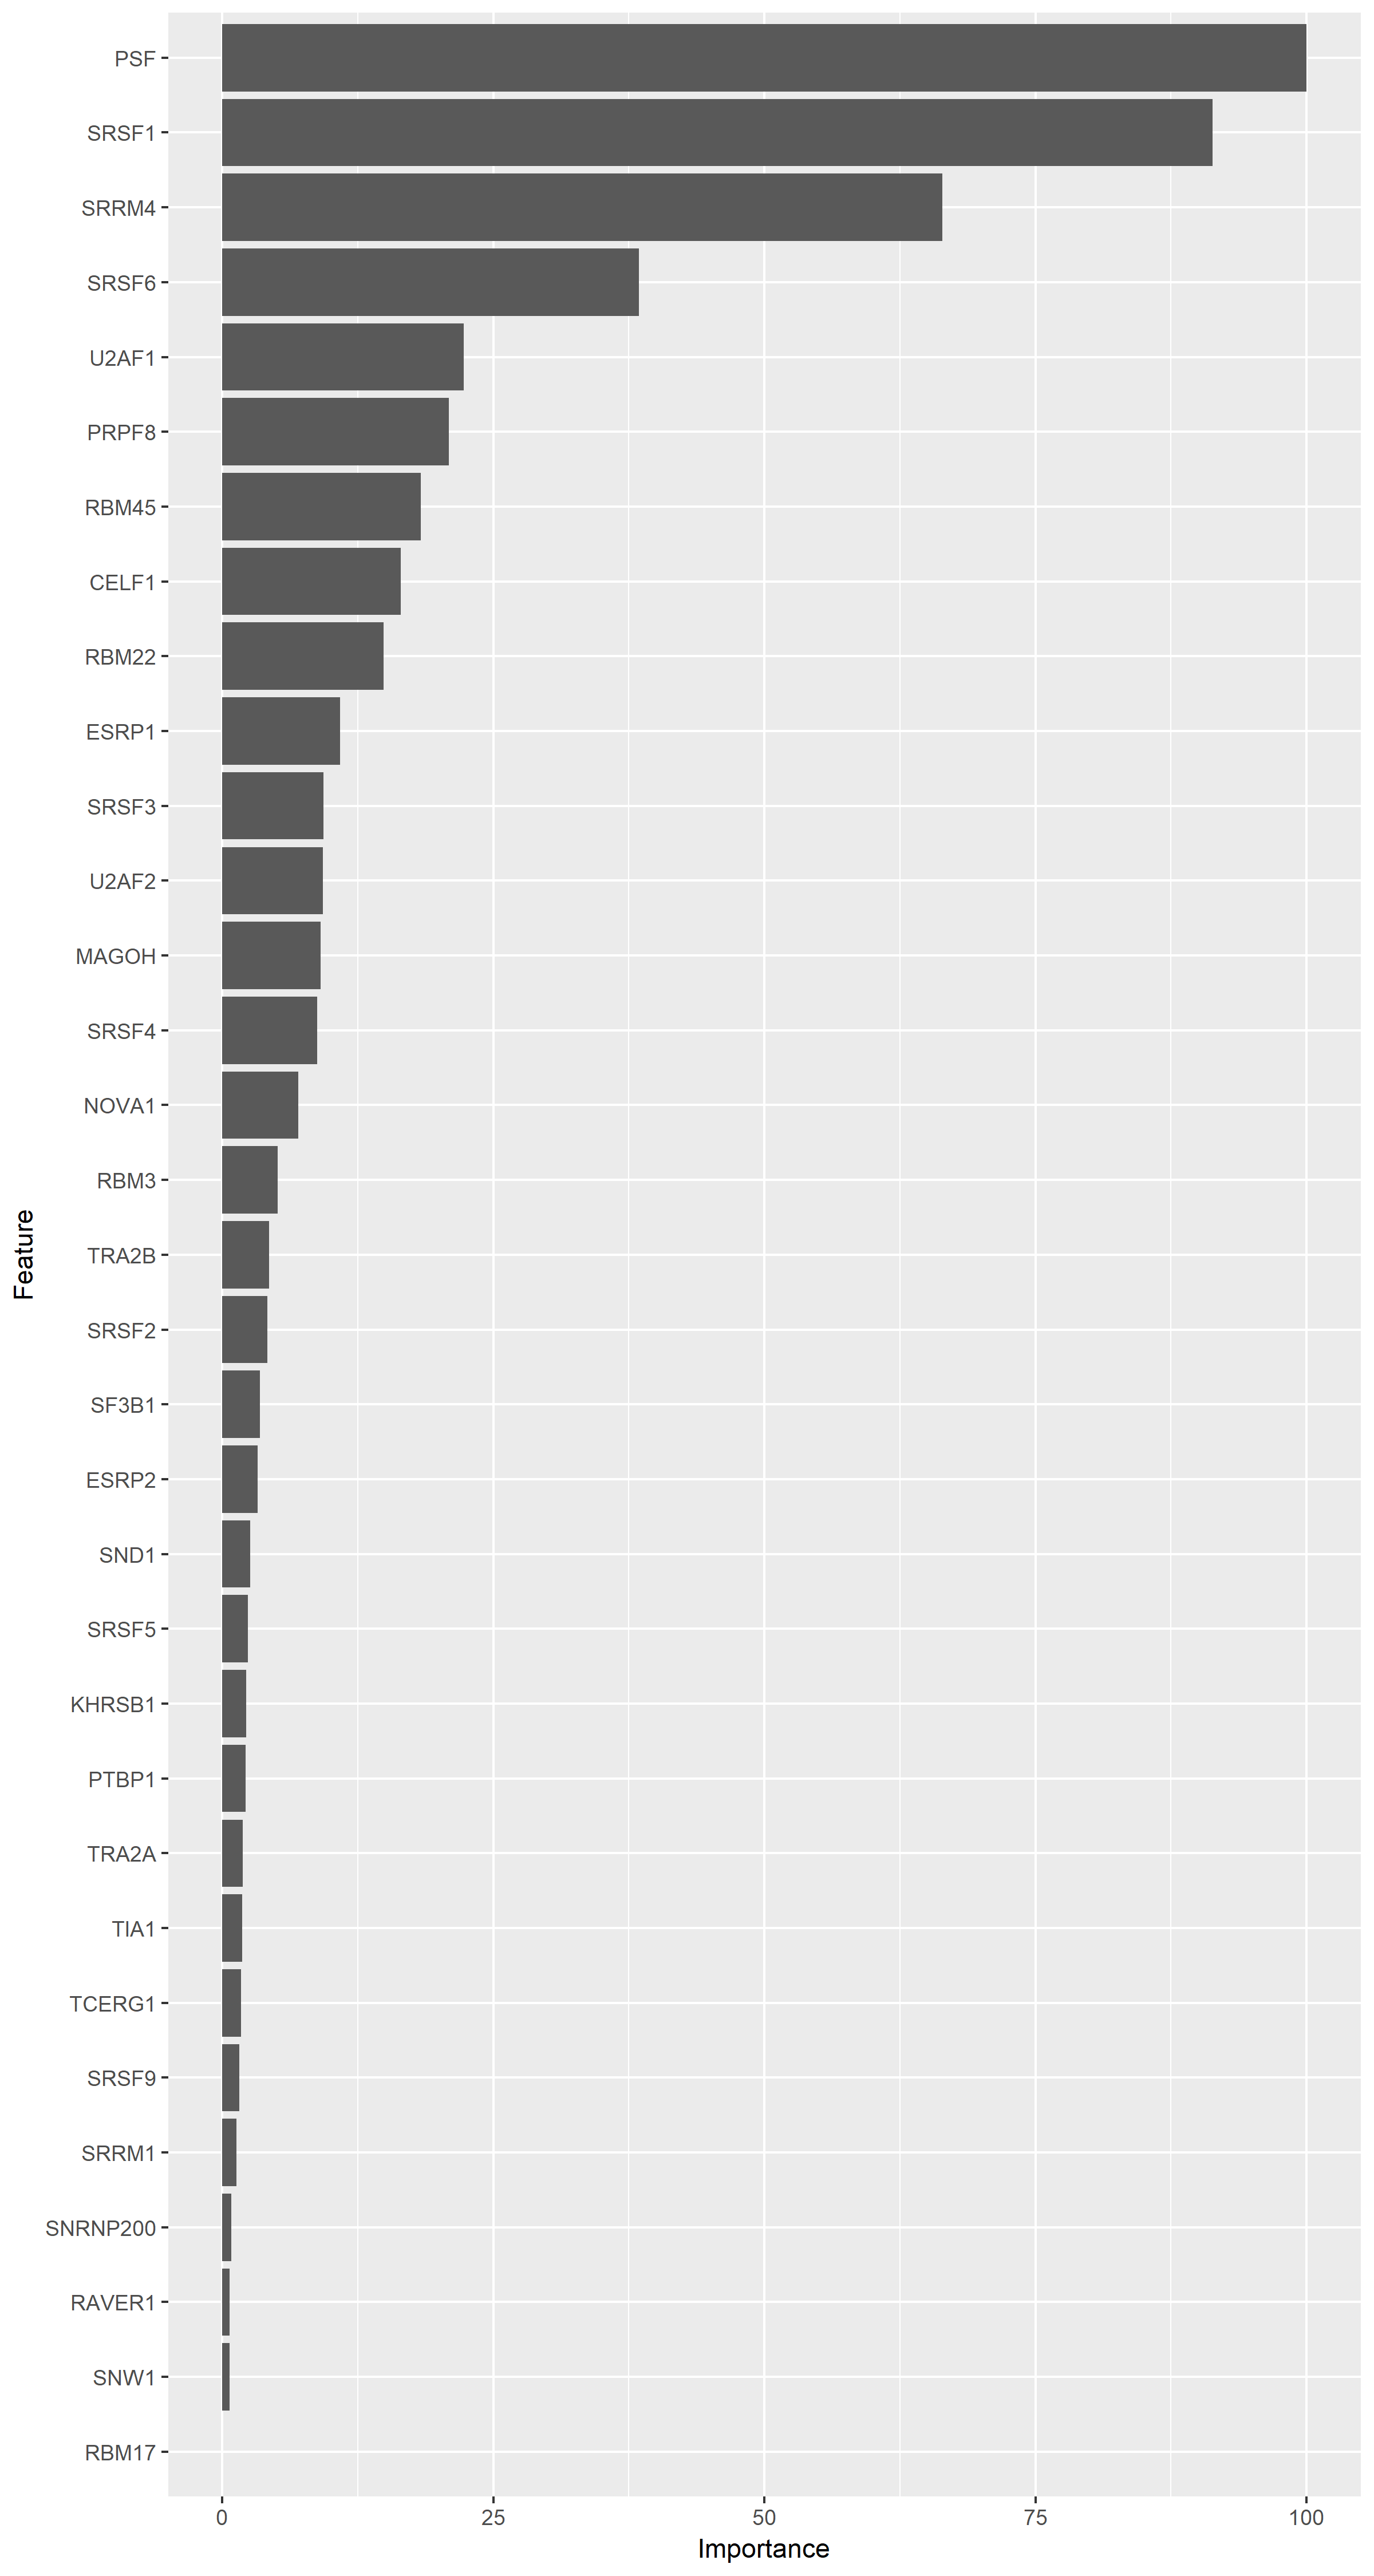 PSF
SRSF1
SRRM4
SRSF6
U2AF1
PRPF8
RBM45
CELF1
RBM22
ESRP1
SRSF3
U2AF2
MAGOH
SRSF4
NOVA1
RBM3
TRA2B
SRSF2
SF3B1
ESRP2
SND1
SRSF5
KHRSB1
PTBP1
TRA2A
TIA1
TCERG1
SRSF9
SRRM1
SNRNP200
RAVER1
SNW1
RBM17
Feature
0 25 50 75 100
Importance